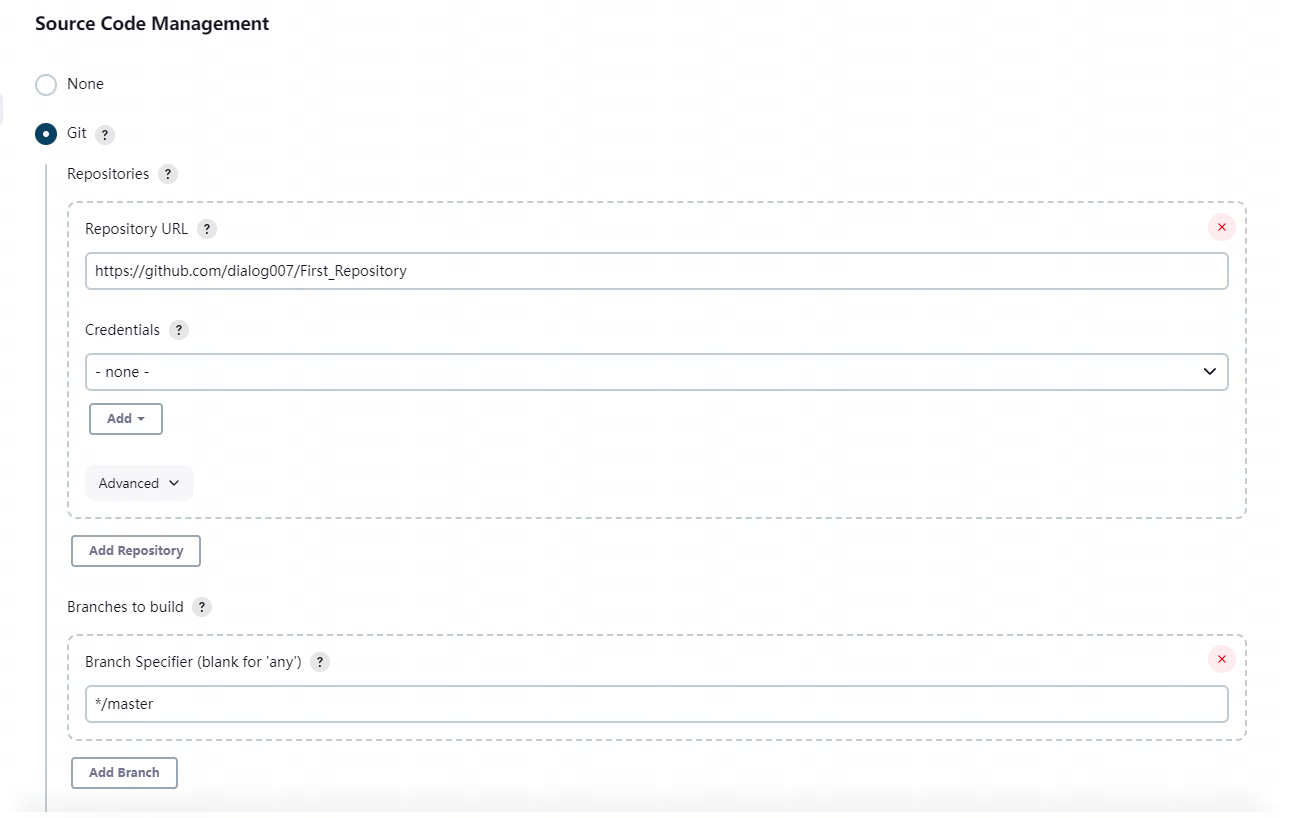 Source Code Management
None
Git ?
Repositories ?
Repository URL ?
https://github.com/dialog007/First_Repository
Credentials ?
- none -
Add
Advanced
Add Repository
Branches to build ?
Branch Specifier (blank for 'any') ?
*/master
Add Branch